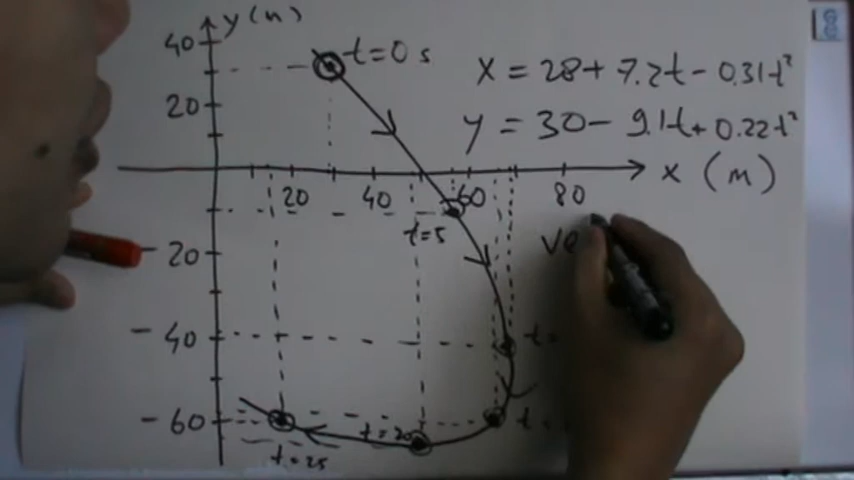 y(m)
40
t=0 s
x = 28+ 7.2t - 0.31t²
20
y = 30 - 9.1t + 0.22t²
20
40
60
80
x (m)
t=5
ve
- 20
- 40
t=
- 60
t=20
t=
t=25